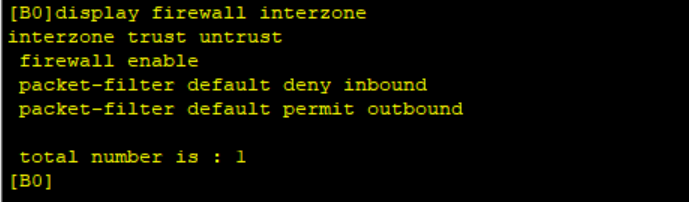 [B0]display firewall interzone
interzone trust untrust
 firewall enable
 packet-filter default deny inbound
 packet-filter default permit outbound

 total number is : 1
[B0]